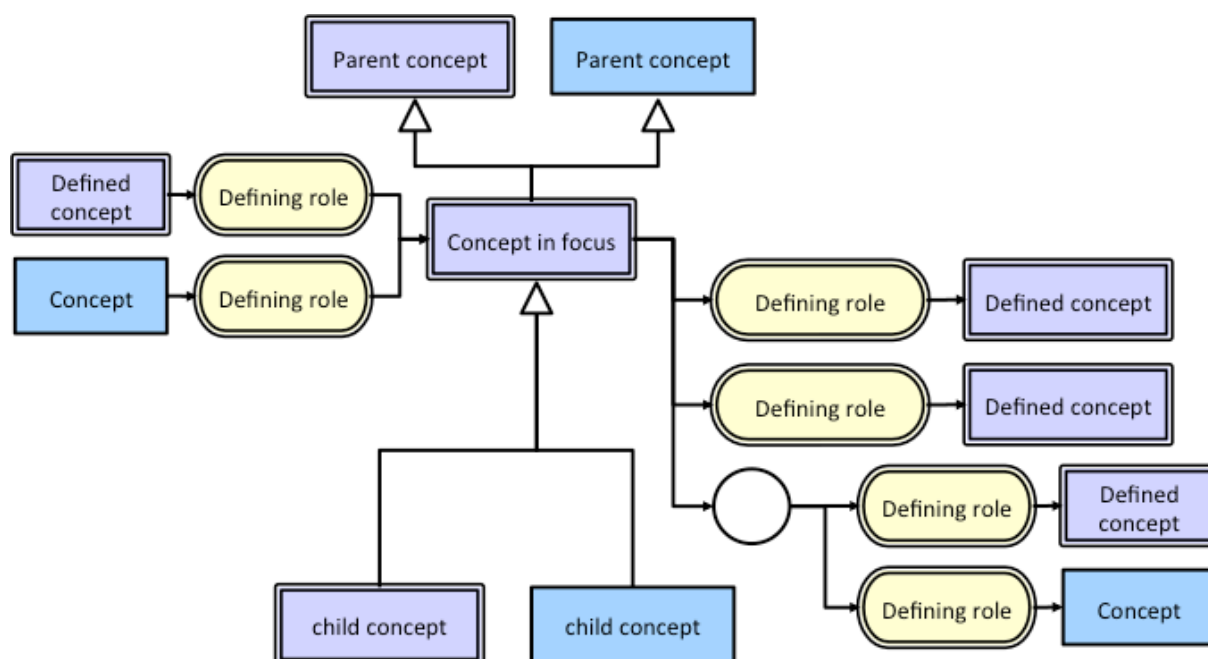 Parent concept
Parent concept
Defined
concept
Defining role
Concept in focus
Concept
Defining role
Defining role
Defined concept
Defining role
Defined concept
Defining role
Defined
concept
Defining role
Concept
child concept
child concept